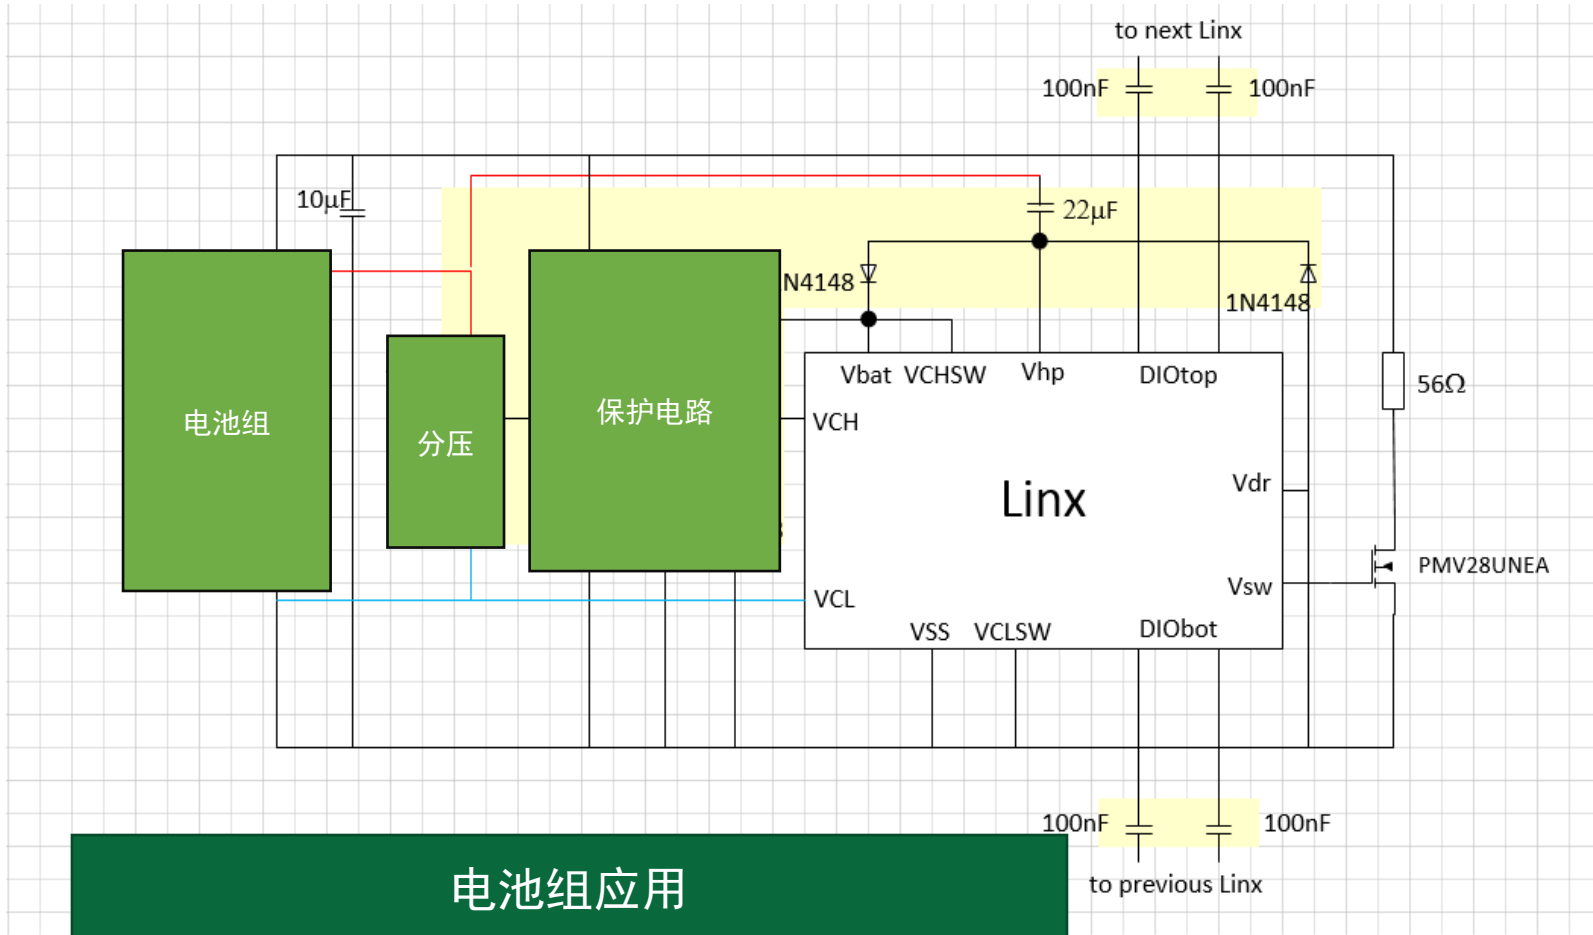 to next Linx
100nF
100nF
10μF
22μF
N4148
1N4148
Vbat
VCHSW
Vhp
DIOtop
56Ω
电池组
分压
保护电路
VCH
Linx
Vdr
PMV28UNEA
Vsw
VCL
VSS
VCLSW
DIObot
100nF
100nF
to previous Linx
电池组应用